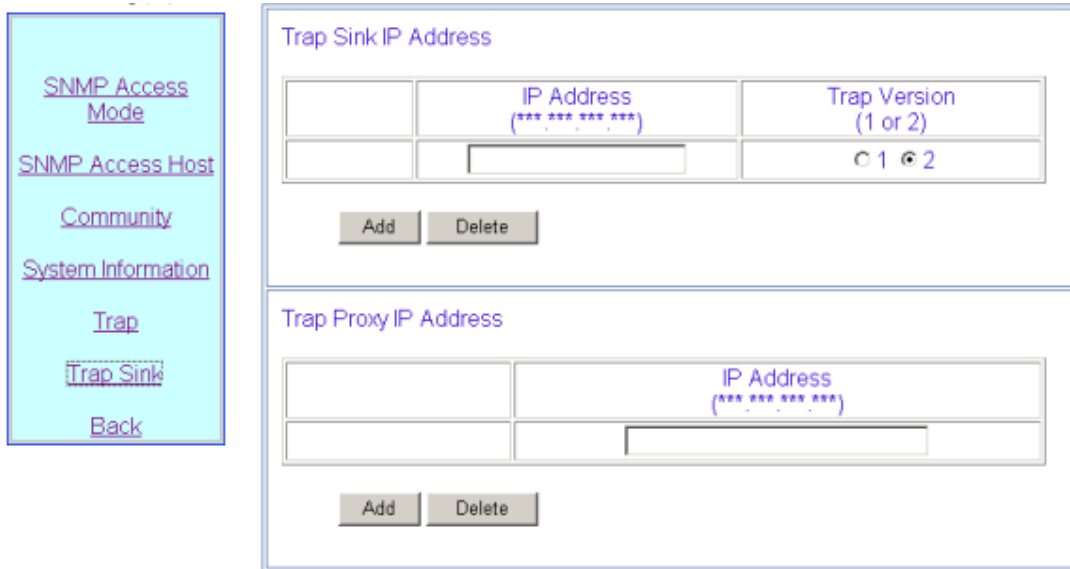 SNMP Access
Mode
SNMP Access Host
Community
System Information
Trap
Trap Sink
Back
Trap Sink IP Address
IP Address
(***.***.***.***)
Trap Version
(1 or 2)
1 2
Add Delete
Trap Proxy IP Address
IP Address
(***.***.***.***)
Add Delete